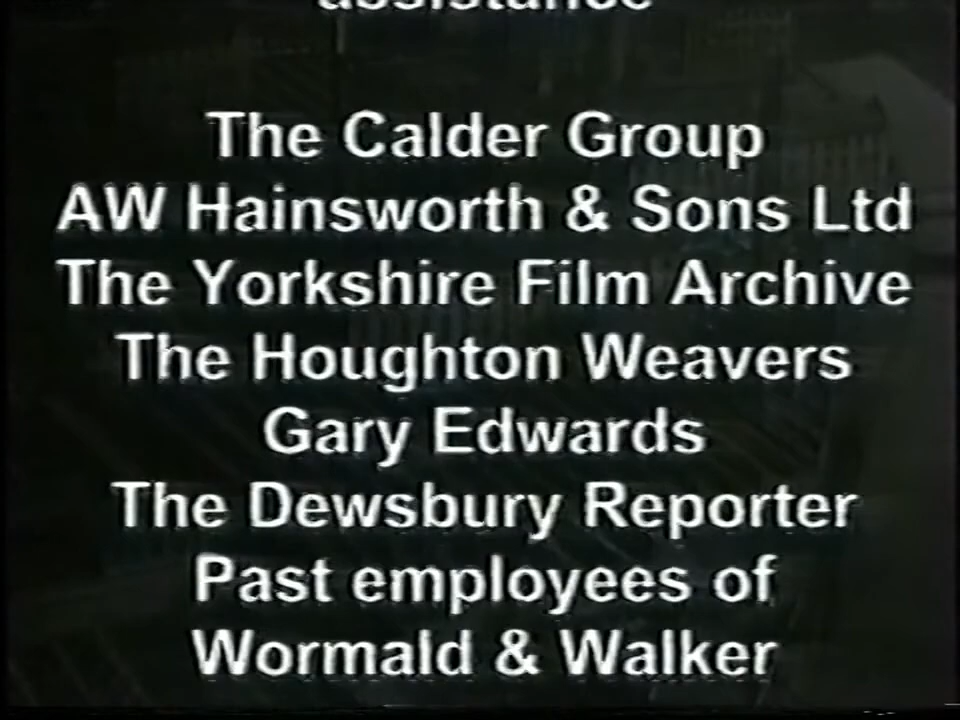 assistance
The Calder Group
AW Hainsworth & Sons Ltd
The Yorkshire Film Archive
The Houghton Weavers
Gary Edwards
The Dewsbury Reporter
Past employees of
Wormald & Walker